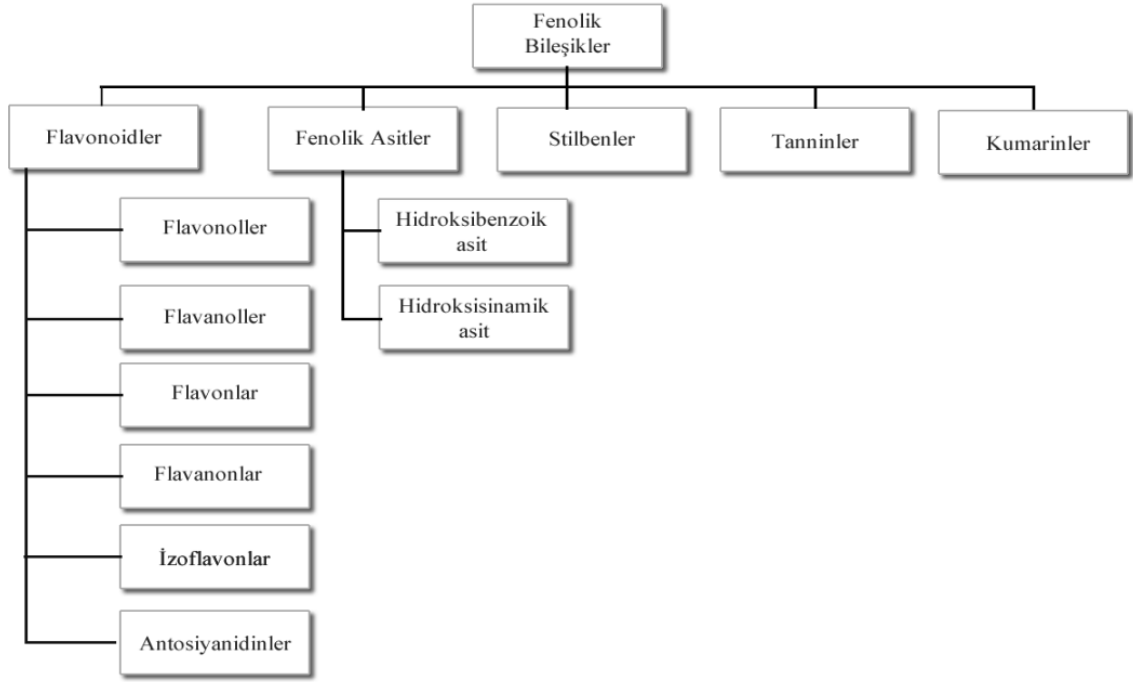 Fenolik
Bileşikler
Flavonoidler
Fenolik Asitler
Stilbenler
Tanninler
Kumarinler
Flavonoller
Flavanoller
Flavonlar
Flavanonlar
İzoflavonlar
Antosiyanidinler
Hidroksibenzoik
asit
Hidroksisinamik
asit